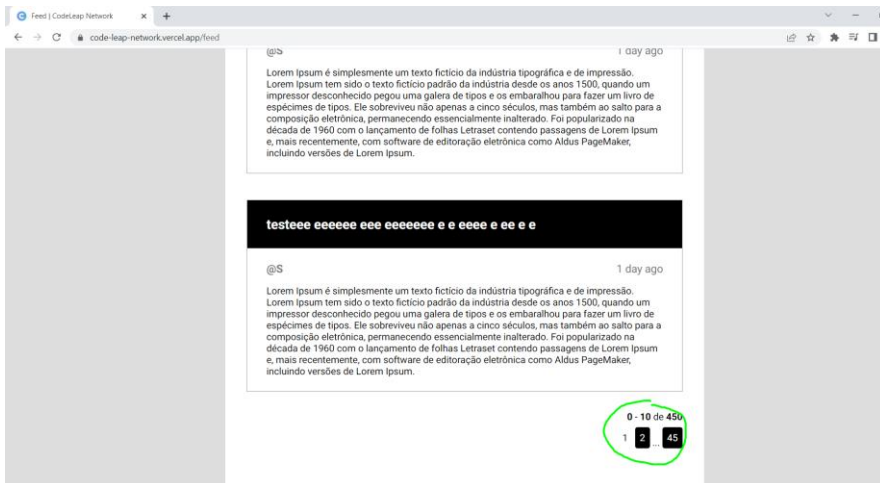 Feed | CodeLeap Network
code-leap-network.vercel.app/feed
@S 1 day ago
Lorem Ipsum é simplesmente um texto fictício da indústria tipográfica e de impressão.
Lorem Ipsum tem sido o texto fictício padrão da indústria desde os anos 1500, quando um
impressor desconhecido pegou uma galera de tipos e os embaralhou para fazer um livro de
espécimes de tipos. Ele sobreviveu não apenas a cinco séculos, mas também ao salto para a
composição eletrônica, permanecendo essencialmente inalterado. Foi popularizado na
década de 1960 com o lançamento de folhas Letraset contendo passagens de Lorem Ipsum
e, mais recentemente, com software de editoração eletrônica como Aldus PageMaker,
incluindo versões de Lorem Ipsum.
testeee eeeeee eee eeeeeee e e eeee e ee e e
@S 1 day ago
Lorem Ipsum é simplesmente um texto fictício da indústria tipográfica e de impressão.
Lorem Ipsum tem sido o texto fictício padrão da indústria desde os anos 1500, quando um
impressor desconhecido pegou uma galera de tipos e os embaralhou para fazer um livro de
espécimes de tipos. Ele sobreviveu não apenas a cinco séculos, mas também ao salto para a
composição eletrônica, permanecendo essencialmente inalterado. Foi popularizado na
década de 1960 com o lançamento de folhas Letraset contendo passagens de Lorem Ipsum
e, mais recentemente, com software de editoração eletrônica como Aldus PageMaker,
incluindo versões de Lorem Ipsum.
0 - 10 de 450
1 2 ... 45